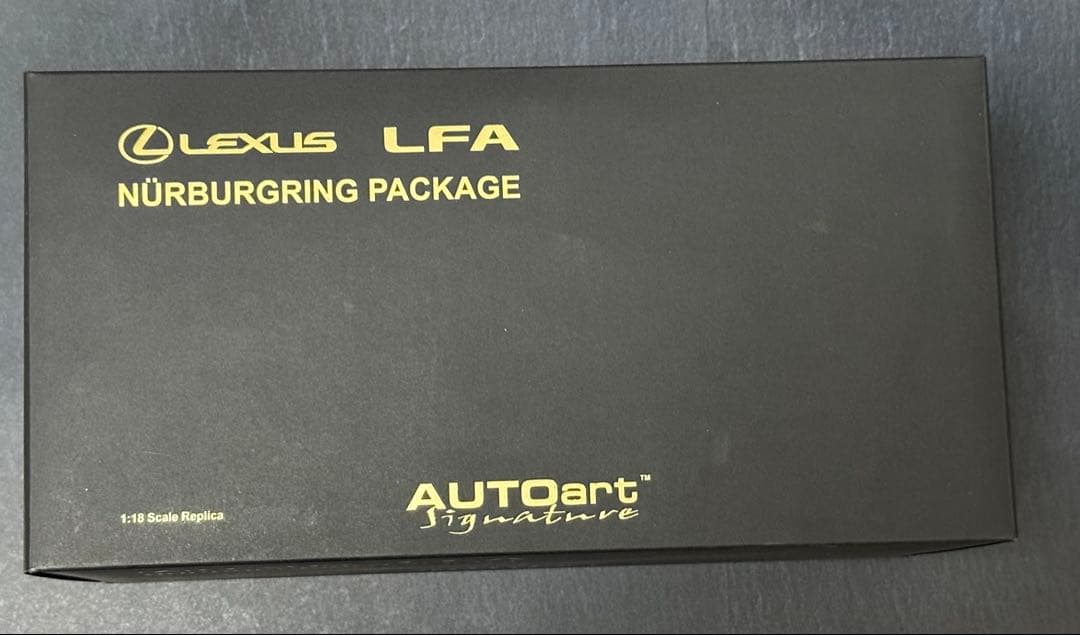 LEXUS LFA
NÜRBURGRING PACKAGE
1:18 Scale Replica
AUTOart™
Signature